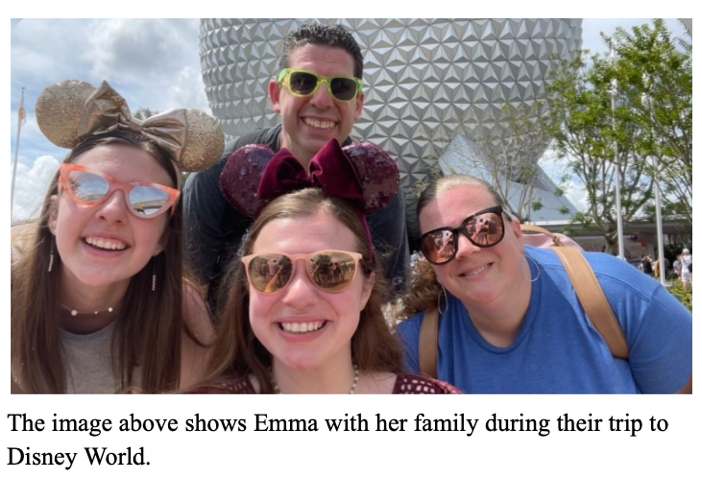 The image above shows Emma with her family during their trip to
Disney World.